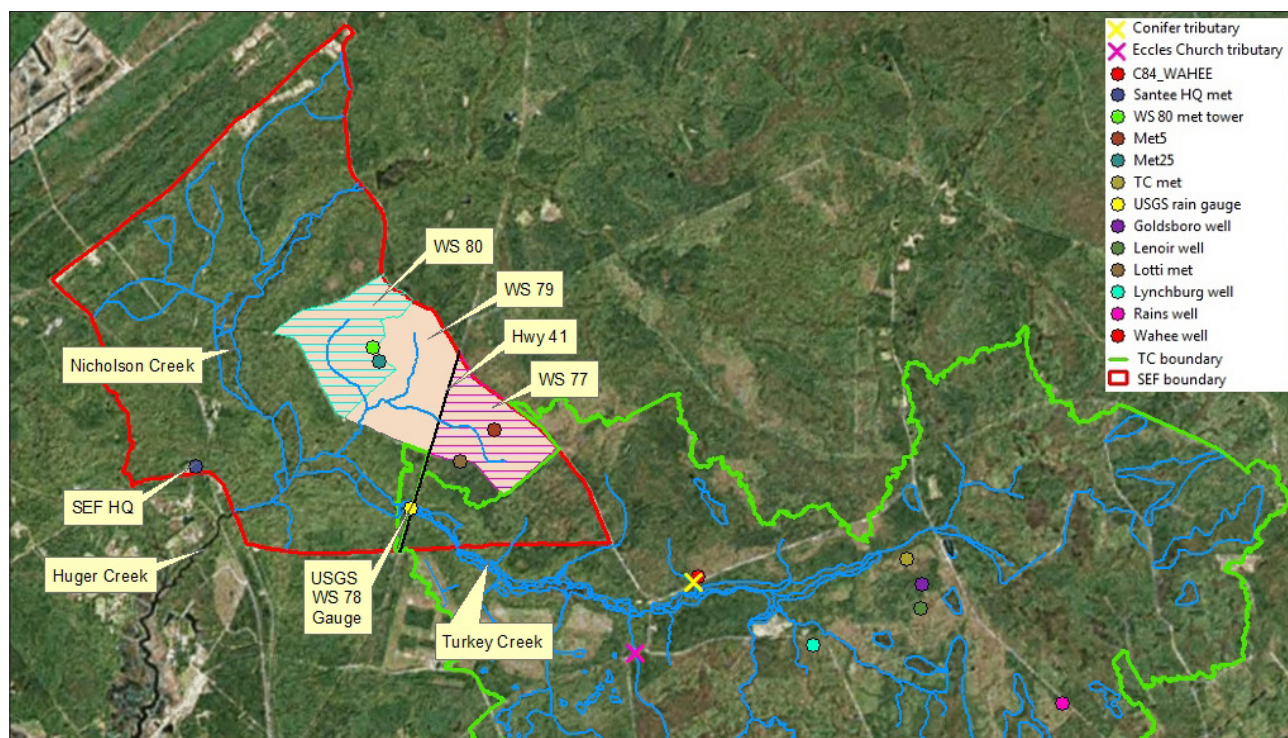 Conifer tributary
Eccles Church tributary
C84_WAHEE
Santee HQ met
WS 80 met tower
Met5
Met25
TC met
USGS rain gauge
Goldsboro well
Lenoir well
Lotti met
Lynchburg well
Rains well
Wahee well
TC boundary
SEF boundary
WS 80
WS 79
Hwy 41
WS 77
Nicholson Creek
SEF HQ
Huger Creek
USGS
WS 78
Gauge
Turkey Creek